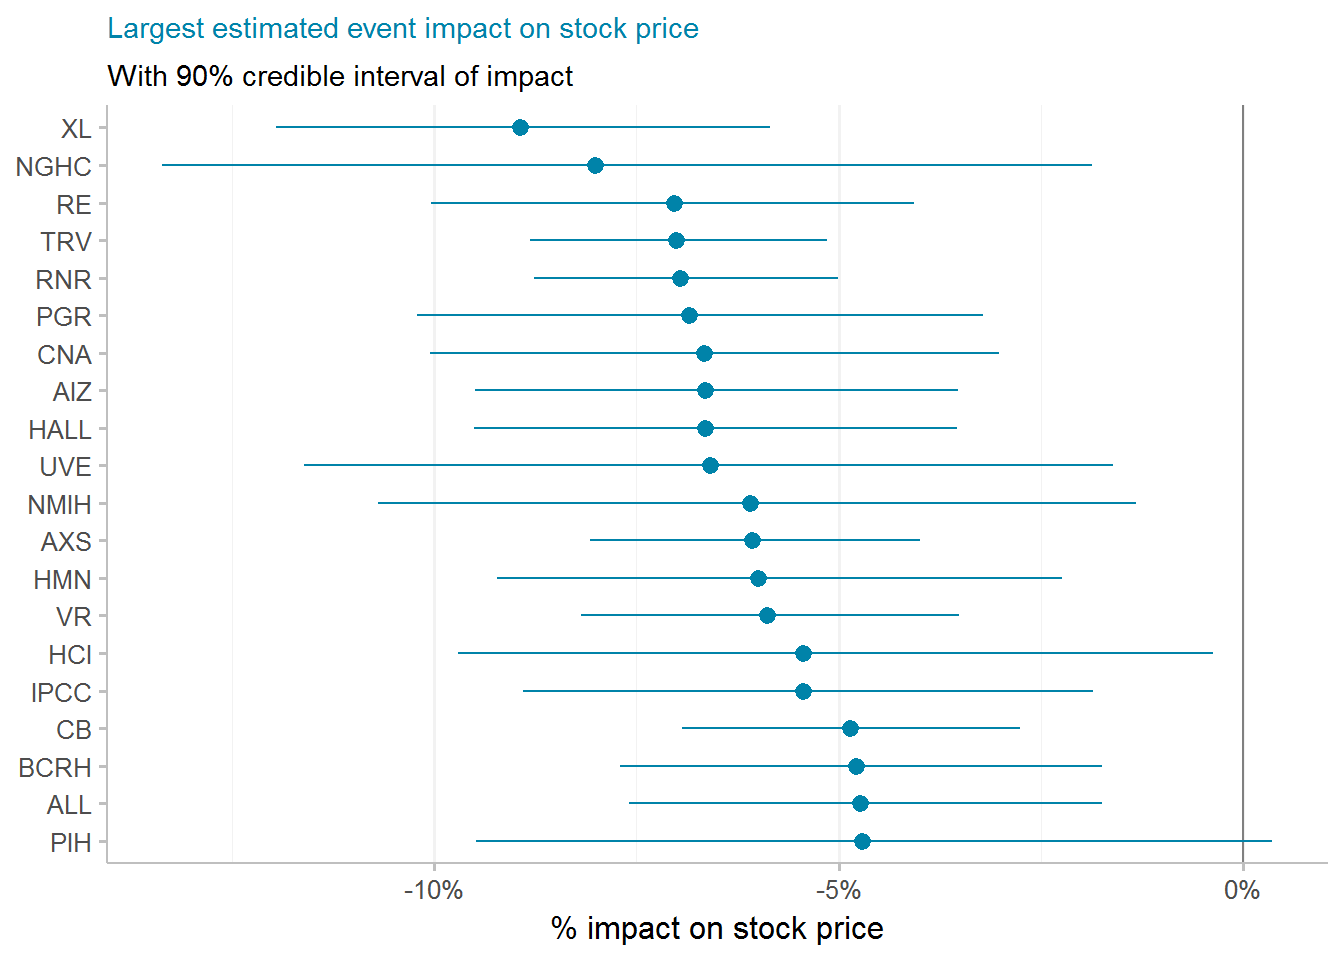 Largest estimated event impact on stock price
With 90% credible interval of impact
XL
NGHC
RE
TRV
RNR
PGR
CNA
AIZ
HALL
UVE
NMIH
AXS
HMN
VR
HCI
IPCC
CB
BCRH
ALL
PIH
-10% -5% 0%
% impact on stock price